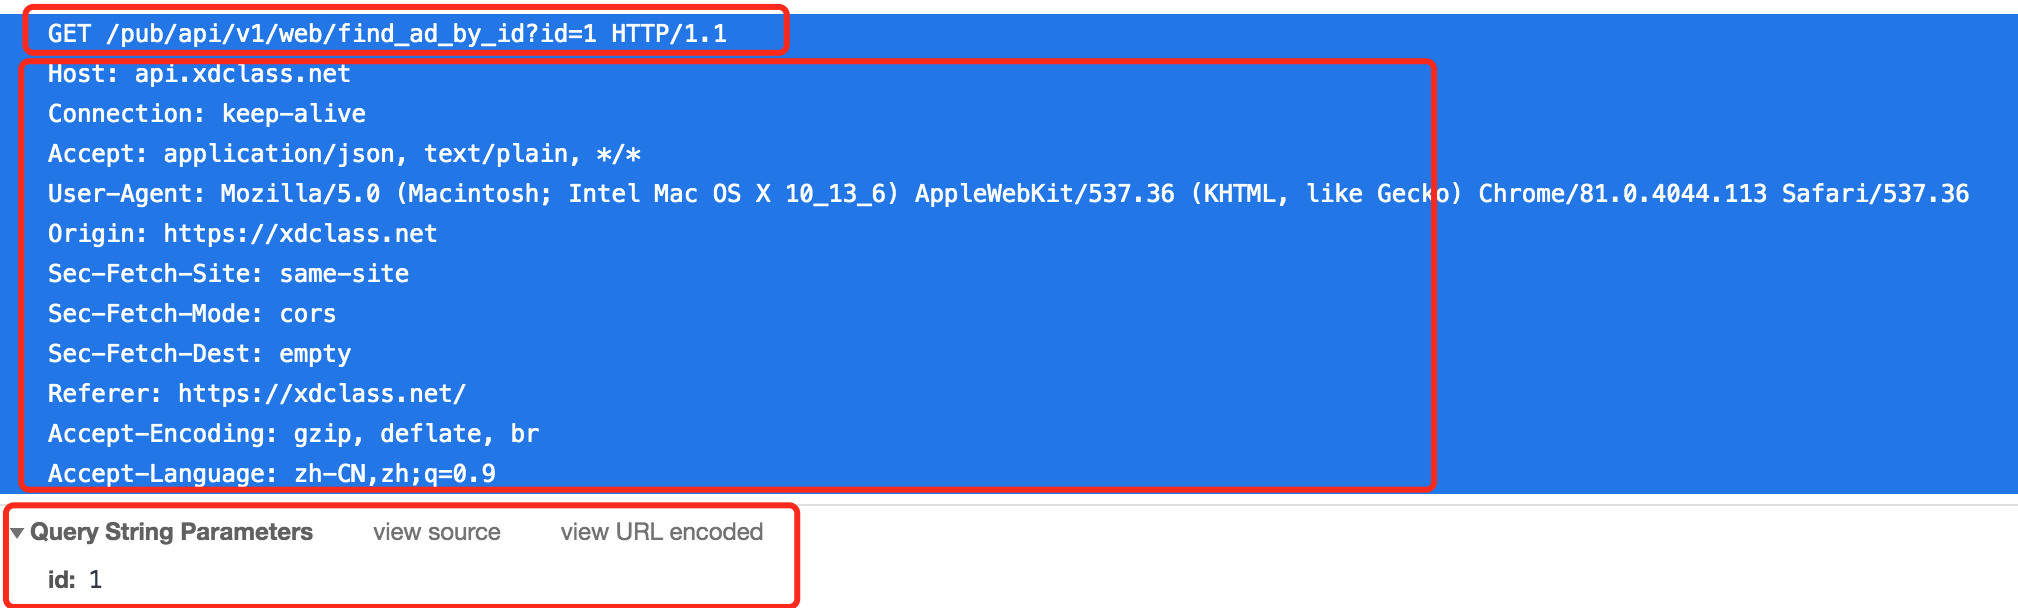 GET /pub/api/v1/web/find_ad_by_id?id=1 HTTP/1.1
Host: api.xdclass.net
Connection: keep-alive
Accept: application/json, text/plain, */*
User-Agent: Mozilla/5.0 (Macintosh; Intel Mac OS X 10_13_6) AppleWebKit/537.36 (KHTML, like Gecko) Chrome/81.0.4044.113 Safari/537.36
Origin: https://xdclass.net
Sec-Fetch-Site: same-site
Sec-Fetch-Mode: cors
Sec-Fetch-Dest: empty
Referer: https://xdclass.net/
Accept-Encoding: gzip, deflate, br
Accept-Language: zh-CN,zh;q=0.9
Query String Parameters view source view URL encoded
id: 1